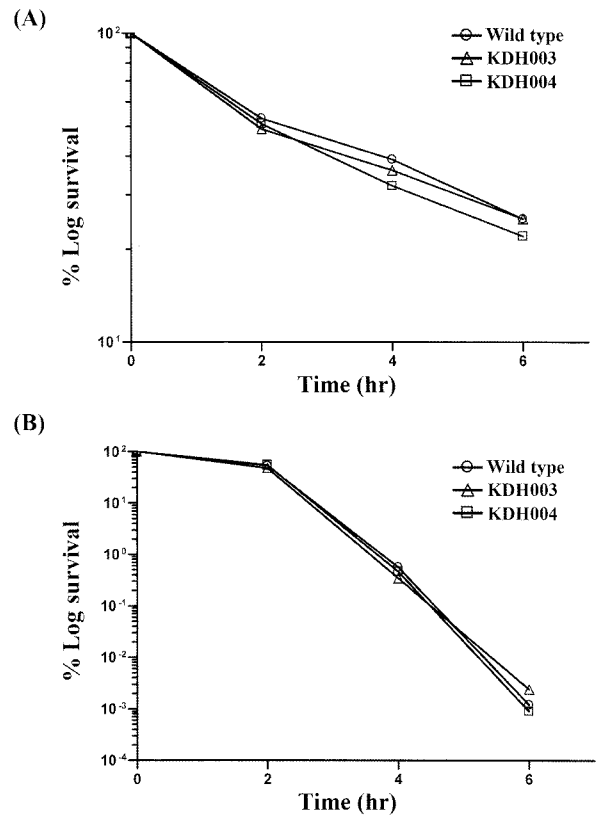 (A)
10²
Wild type
KDH003
KDH004
% Log survival
10¹
0 2 4 6
Time (hr)
(B)
10²
Wild type
10¹
KDH003
KDH004
10⁰
% Log survival
10⁻¹
10⁻²
10⁻³
10⁻⁴
0 2 4 6
Time (hr)